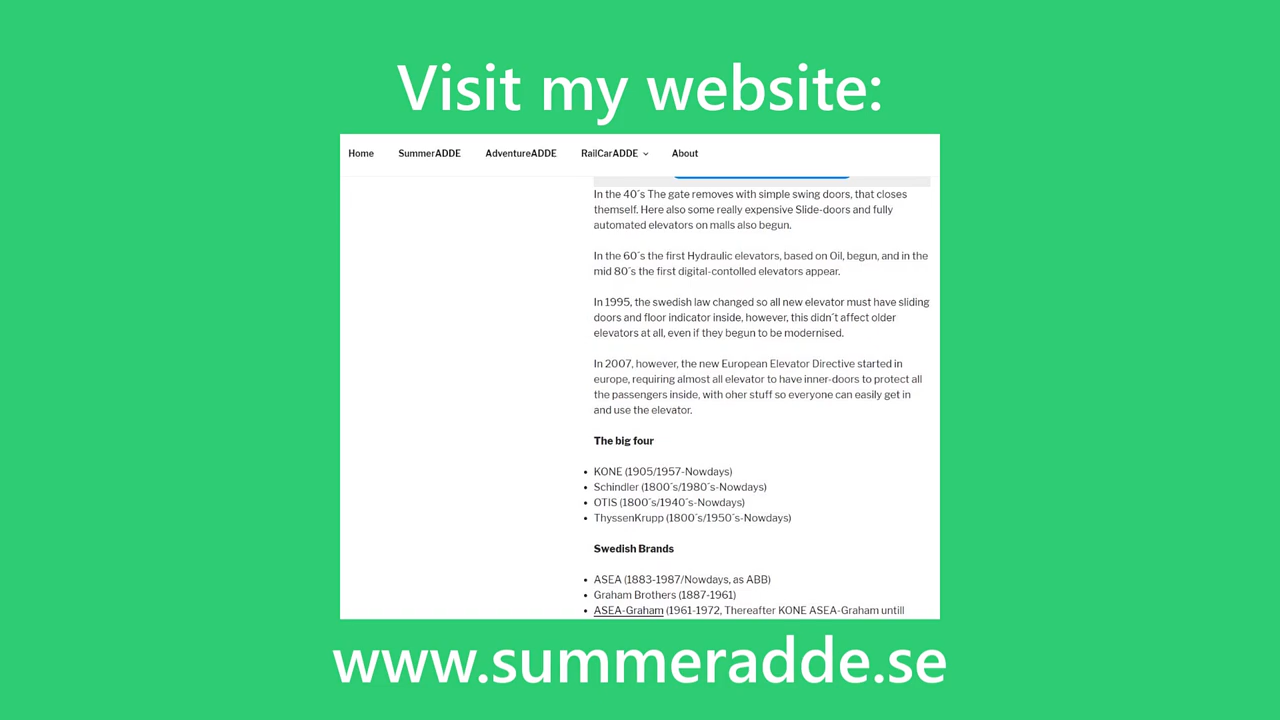 Visit my website:
Home SummerADDE AdventureADDE RailCarADDE About
In the 40´s The gate removes with simple swing doors, that closes
themself. Here also some really expensive Slide-doors and fully
automated elevators on malls also begun.
In the 60´s the first Hydraulic elevators, based on Oil, begun, and in the
mid 80´s the first digital-contolled elevators appear.
In 1995, the swedish law changed so all new elevator must have sliding
doors and floor indicator inside, however, this didn´t affect older
elevators at all, even if they begun to be modernised.
In 2007, however, the new European Elevator Directive started in
europe, requiring almost all elevator to have inner-doors to protect all
the passengers inside, with oher stuff so everyone can easily get in
and use the elevator.
The big four
• KONE (1905/1957-Nowdays)
• Schindler (1800´s/1980´s-Nowdays)
• OTIS (1800´s/1940´s-Nowdays)
• ThyssenKrupp (1800´s/1950´s-Nowdays)
Swedish Brands
• ASEA (1883-1987/Nowdays, as ABB)
• Graham Brothers (1887-1961)
• ASEA-Graham (1961-1972, Thereafter KONE ASEA-Graham untill
www.summeradde.se